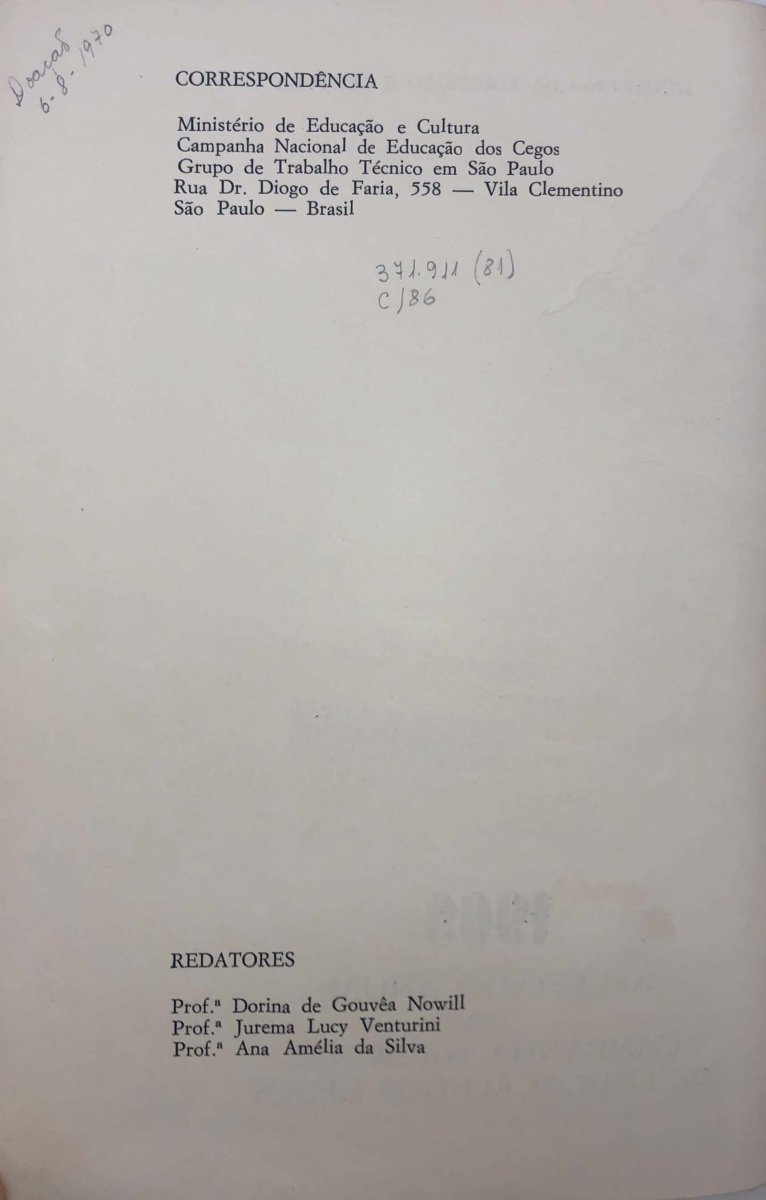 Doação
6-8-1970
CORRESPONDÊNCIA
Ministério de Educação e Cultura
Campanha Nacional de Educação dos Cegos
Grupo de Trabalho Técnico em São Paulo
Rua Dr. Diogo de Faria, 558 — Vila Clementino
São Paulo — Brasil
371.911 (81)
C/86
REDATORES
Prof.ª Dorina de Gouvêa Nowill
Prof.ª Jurema Lucy Venturini
Prof.ª Ana Amélia da Silva